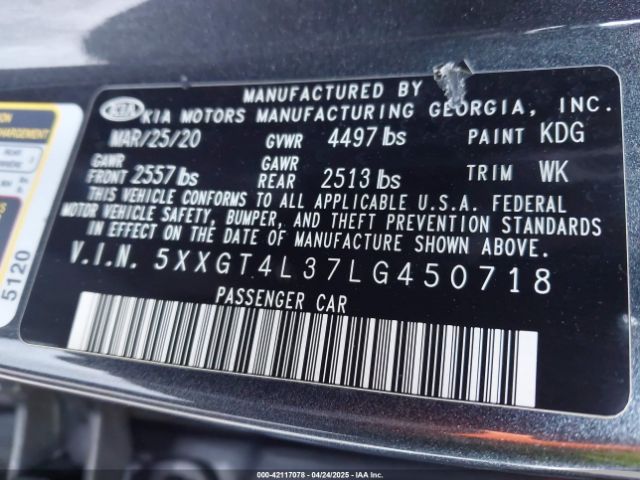 MANUFACTURED BY
KIA KIA MOTORS MANUFACTURING GEORGIA, INC.
MAR/25/20 GVWR 4497 lbs PAINT KDG
GAWR FRONT 2557 lbs GAWR REAR 2513 lbs TRIM WK
THIS VEHICLE CONFORMS TO ALL APPLICABLE U.S.A. FEDERAL
MOTOR VEHICLE SAFETY, BUMPER, AND THEFT PREVENTION STANDARDS
IN EFFECT ON THE DATE OF MANUFACTURE SHOWN ABOVE.
V.I.N. 5XXGT4L37LG450718
PASSENGER CAR
5120
000-42117078 - 04/24/2025 - IAA Inc.